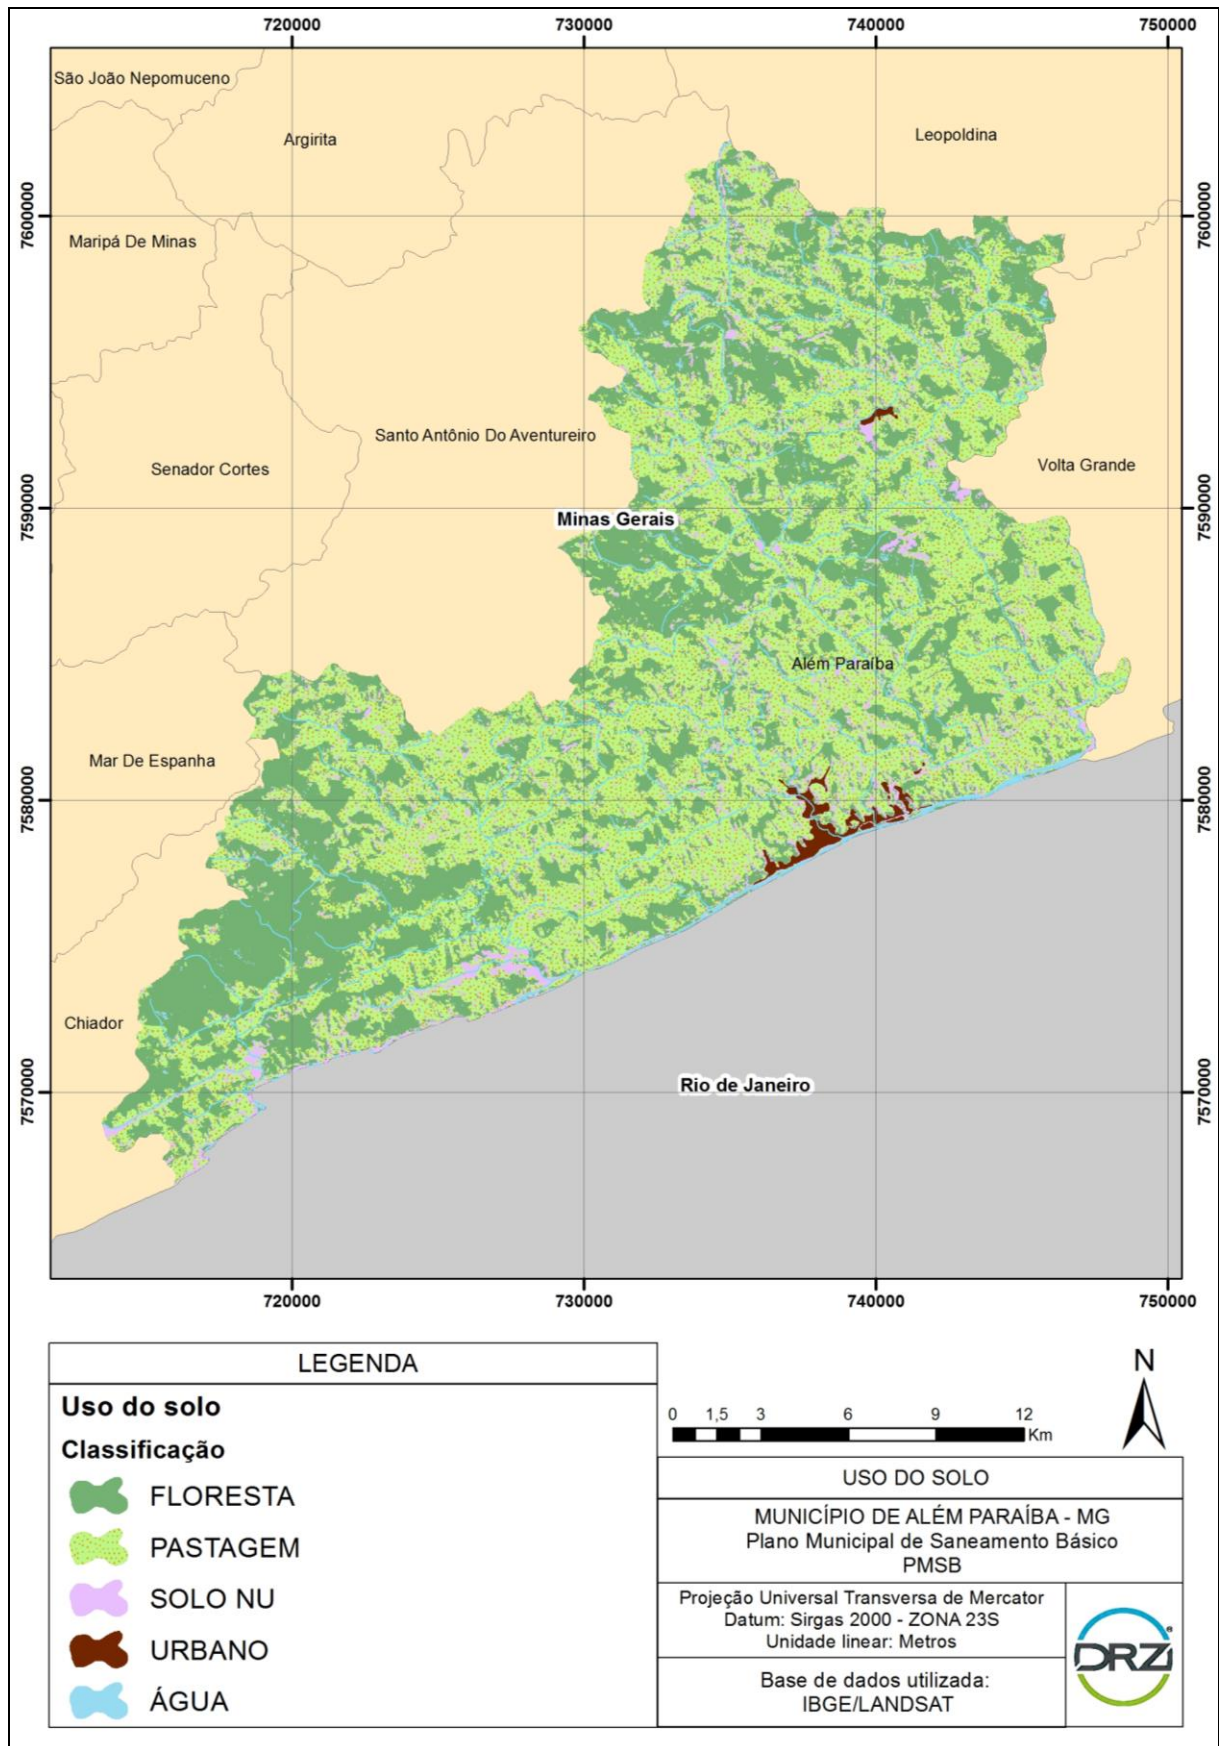 720000
730000
740000
750000
São João Nepomuceno
Argirita
Leopoldina
7600000
7600000
Maripá De Minas
Santo Antônio Do Aventureiro
Senador Cortes
Volta Grande
7590000
7590000
Minas Gerais
Além Paraíba
Mar De Espanha
7580000
7580000
Chiador
7570000
7570000
Rio de Janeiro
720000
730000
740000
750000
LEGENDA
Uso do solo
Classificação
FLORESTA
PASTAGEM
SOLO NU
URBANO
ÁGUA
N
0 1,5 3 6 9 12
Km
USO DO SOLO
MUNICÍPIO DE ALÉM PARAÍBA - MG
Plano Municipal de Saneamento Básico
PMSB
Projeção Universal Transversa de Mercator
Datum: Sirgas 2000 - ZONA 23S
Unidade linear: Metros
Base de dados utilizada:
IBGE/LANDSAT
DRZ®